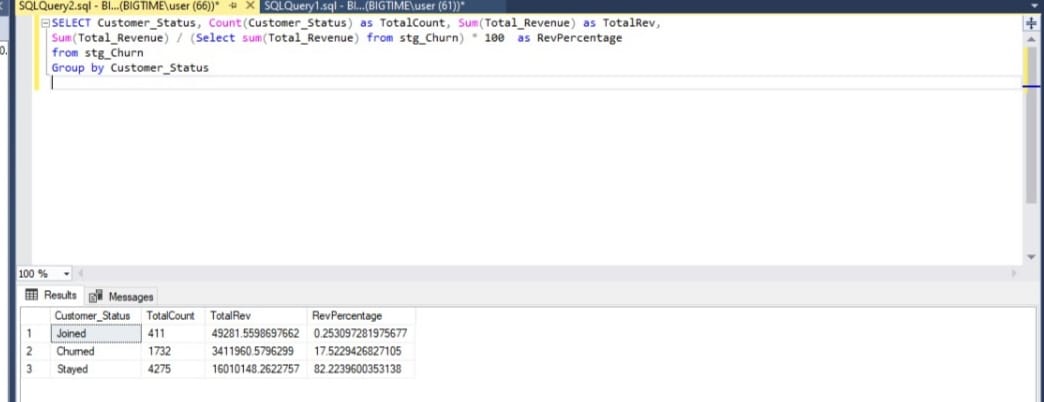 SQLQuery2.sql - BI...(BIGTIME\user (66))* SQLQuery1.sql - BI...(BIGTIME\user (61))*
SELECT Customer_Status, Count(Customer_Status) as TotalCount, Sum(Total_Revenue) as TotalRev,
Sum(Total_Revenue) / (Select sum(Total_Revenue) from stg_Churn) * 100 as RevPercentage
from stg_Churn
Group by Customer_Status
100 %
Results Messages
Customer_Status TotalCount TotalRev RevPercentage
1 Joined 411 49281.5598697662 0.253097281975677
2 Churned 1732 3411960.5796299 17.5229426827105
3 Stayed 4275 16010148.2622757 82.2239600353138